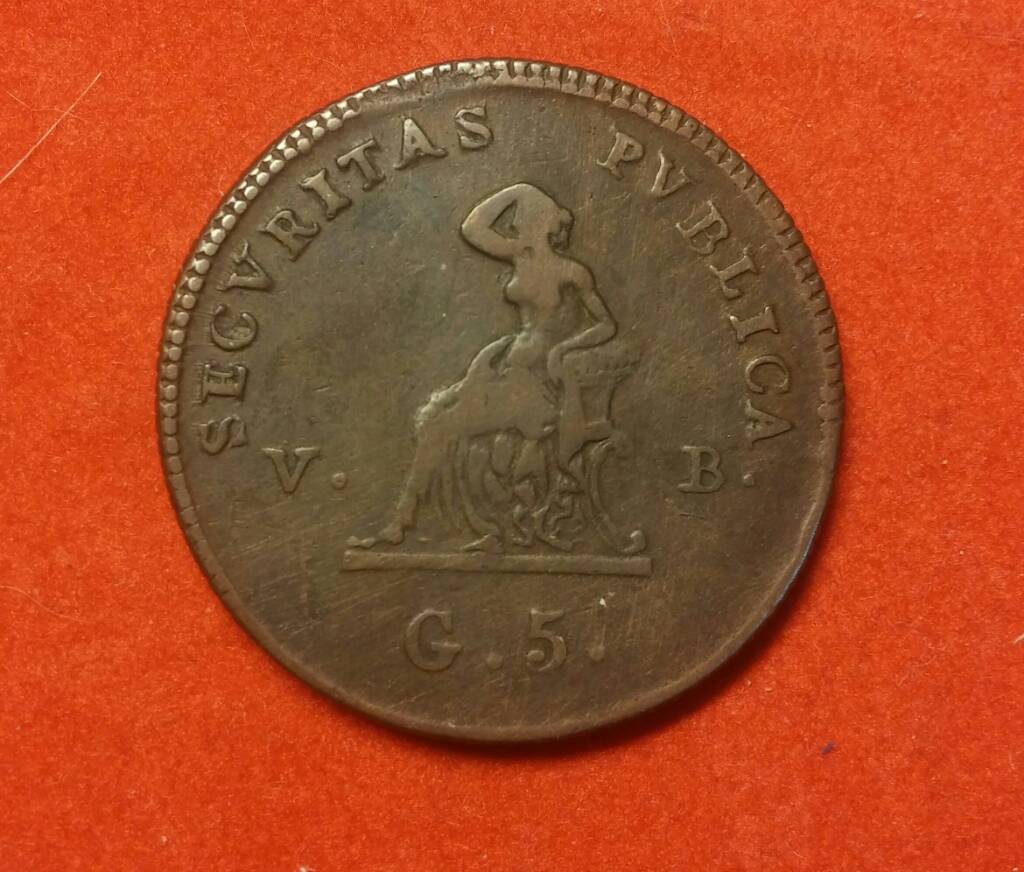 SECVRITAS PVBLICA.
V. B.
G. 5.